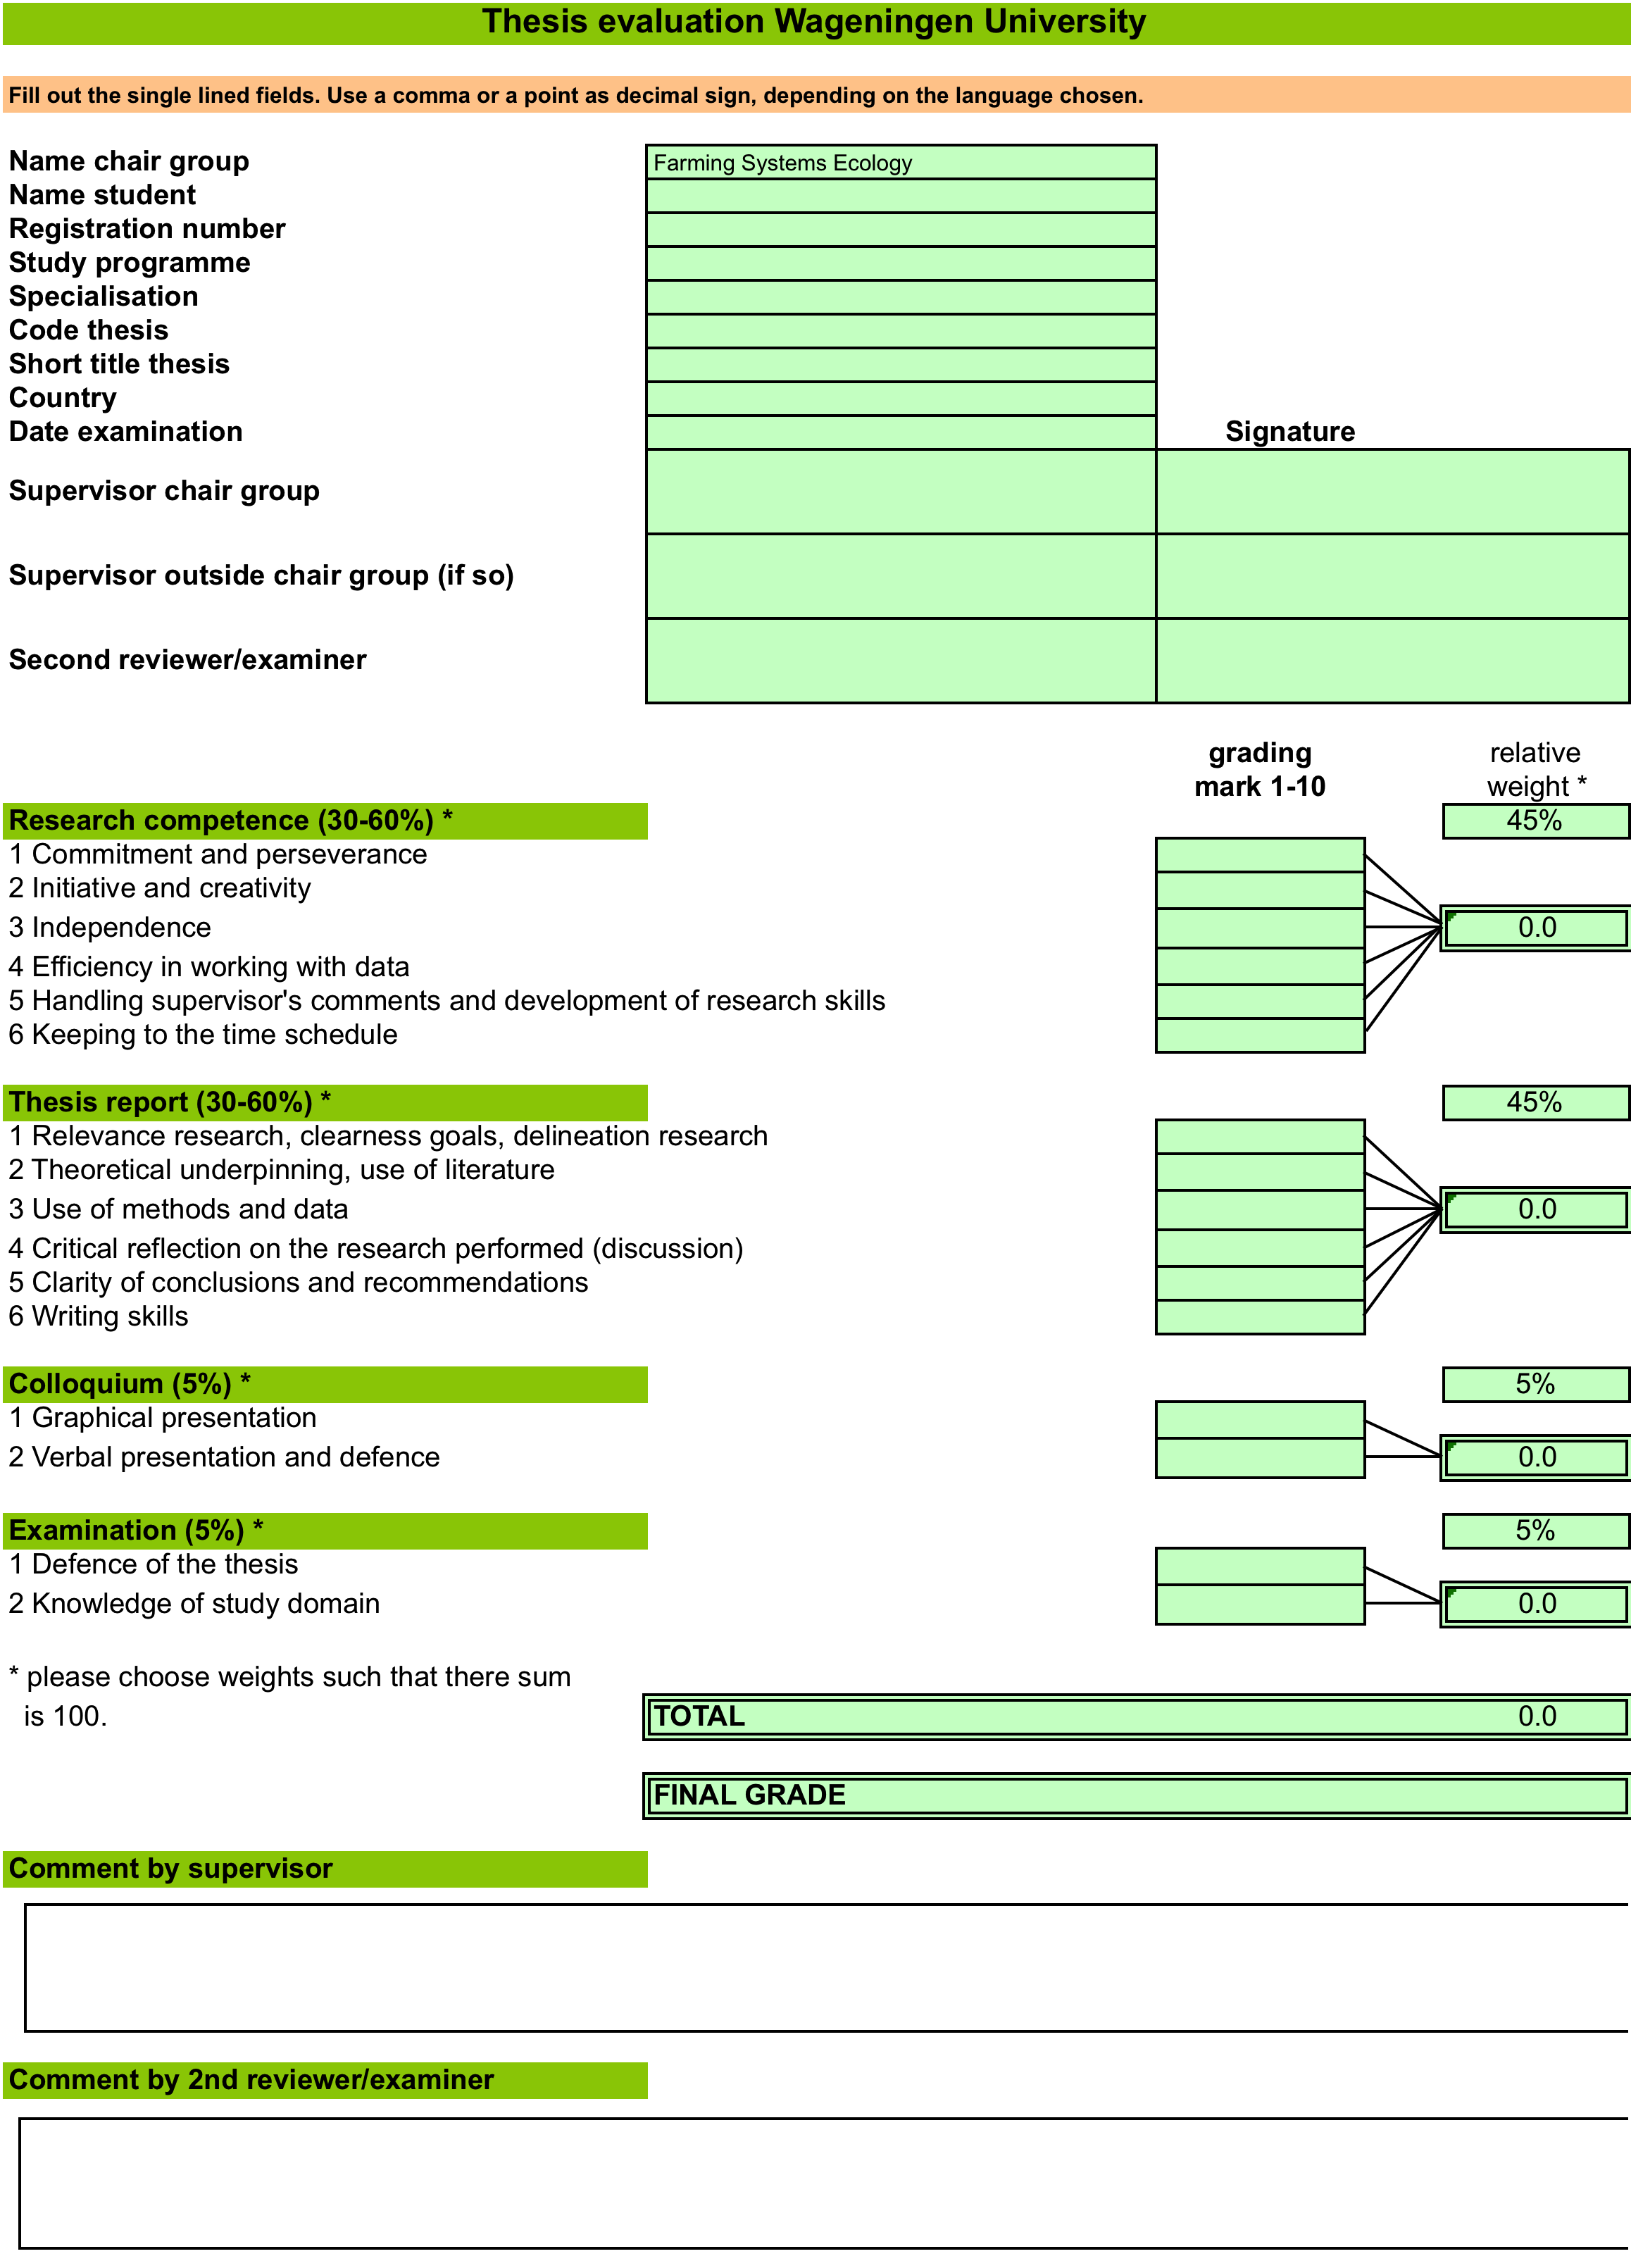 Thesis evaluation Wageningen University
Fill out the single lined fields. Use a comma or a point as decimal sign, depending on the language chosen.
Name chair group Farming Systems Ecology
Name student
Registration number
Study programme
Specialisation
Code thesis
Short title thesis
Country
Date examination Signature
Supervisor chair group
Supervisor outside chair group (if so)
Second reviewer/examiner
grading relative
mark 1-10 weight *
Research competence (30-60%) * 45%
1 Commitment and perseverance
2 Initiative and creativity
3 Independence 0.0
4 Efficiency in working with data
5 Handling supervisor's comments and development of research skills
6 Keeping to the time schedule
Thesis report (30-60%) * 45%
1 Relevance research, clearness goals, delineation research
2 Theoretical underpinning, use of literature
3 Use of methods and data 0.0
4 Critical reflection on the research performed (discussion)
5 Clarity of conclusions and recommendations
6 Writing skills
Colloquium (5%) * 5%
1 Graphical presentation
2 Verbal presentation and defence 0.0
Examination (5%) * 5%
1 Defence of the thesis
2 Knowledge of study domain 0.0
* please choose weights such that there sum
is 100. TOTAL 0.0
FINAL GRADE
Comment by supervisor
Comment by 2nd reviewer/examiner